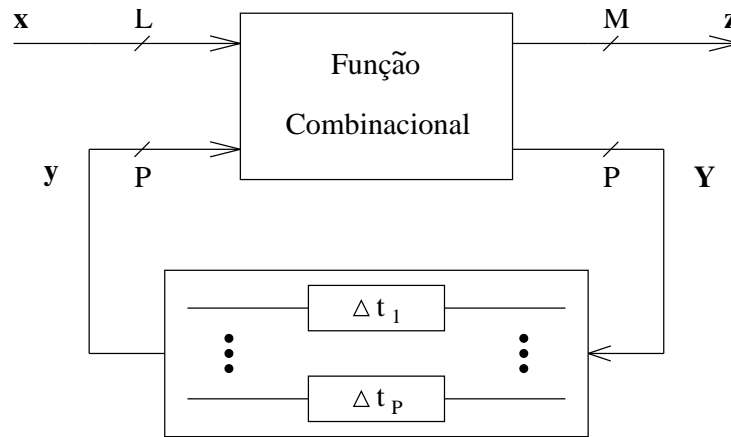 x L M z
Função
Combinacional
y P P Y
△ t 1
△ t P